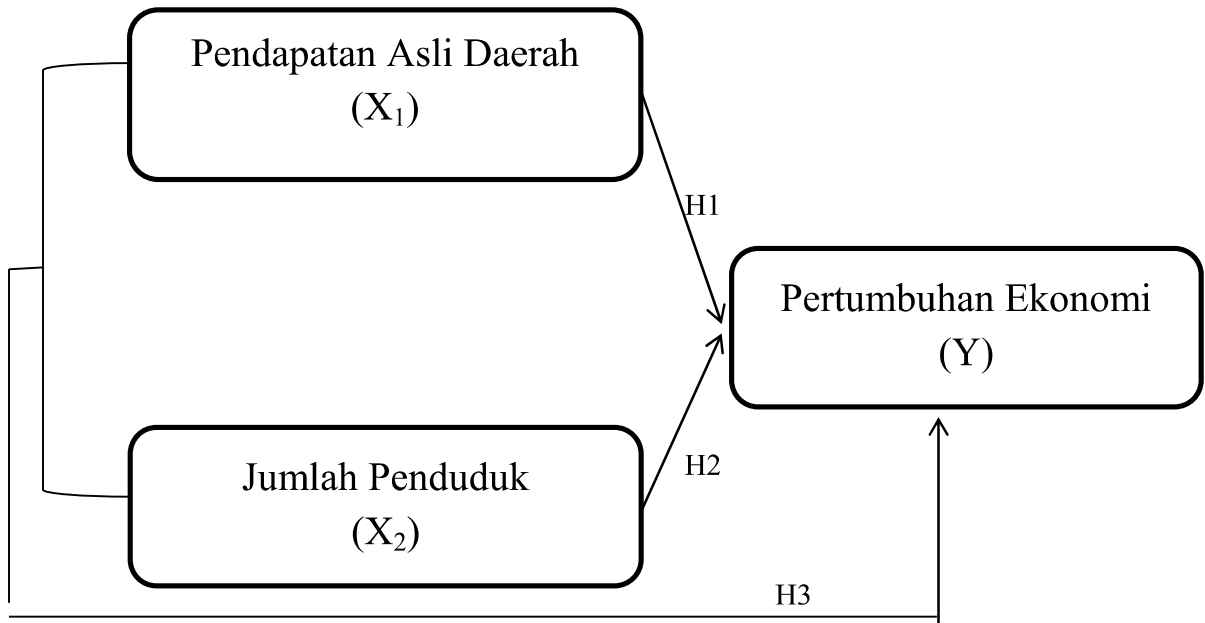 Pendapatan Asli Daerah
(X₁)
H1
Pertumbuhan Ekonomi
(Y)
Jumlah Penduduk
(X₂)
H2
H3